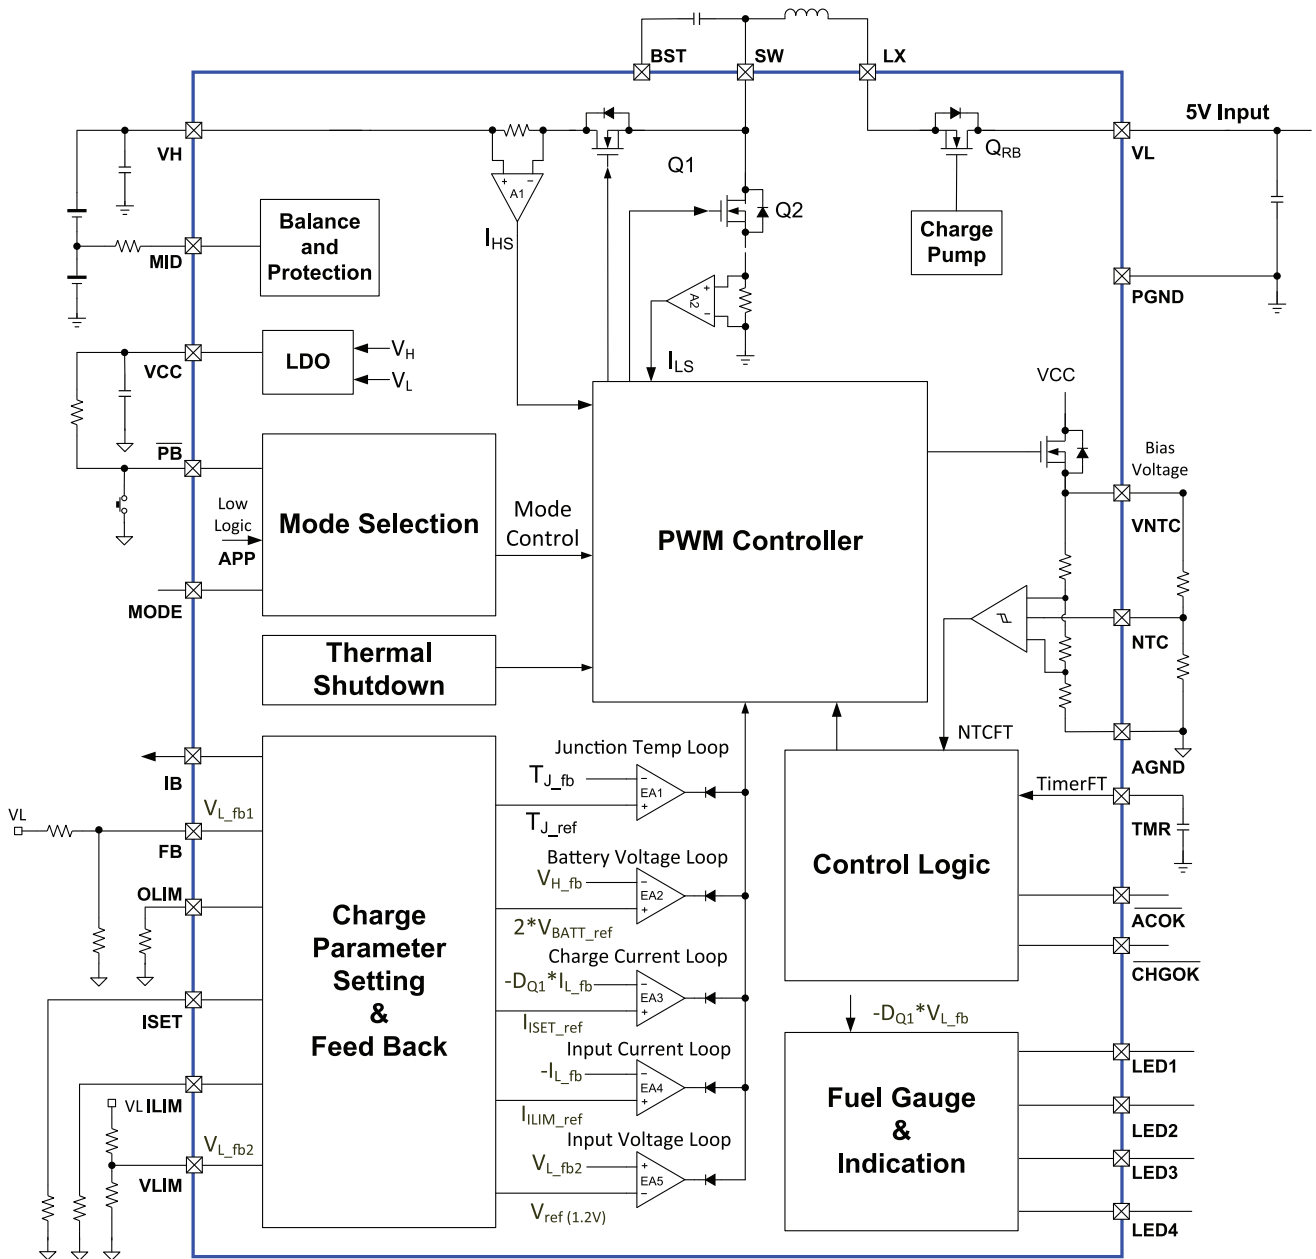 BST
SW
LX
5V Input
VH
Q1
QRB
VL
A1
+ −
Q2
Balance and Protection
Charge Pump
MID
IHS
A2
+ −
PGND
ILS
VCC
LDO
VH
VL
VCC
PB
Bias Voltage
Low Logic
APP
Mode Selection
Mode Control
PWM Controller
VNTC
MODE
NTC
Thermal Shutdown
NTCFT
AGND
IB
Junction Temp Loop
TJ_fb
−
EA1
+
TJ_ref
TimerFT
TMR
VL
VL_fb1
FB
Battery Voltage Loop
VH_fb
−
EA2
+
2*VBATT_ref
Control Logic
OLIM
ACOK
Charge Parameter Setting & Feed Back
Charge Current Loop
-DQ1*IL_fb
−
EA3
+
IISET_ref
CHGOK
ISET
-DQ1*VL_fb
Input Current Loop
-IL_fb
−
EA4
+
IILIM_ref
VL
ILIM
Fuel Gauge & Indication
LED1
LED2
VL_fb2
VLIM
Input Voltage Loop
VL_fb2
+
EA5
−
Vref (1.2V)
LED3
LED4